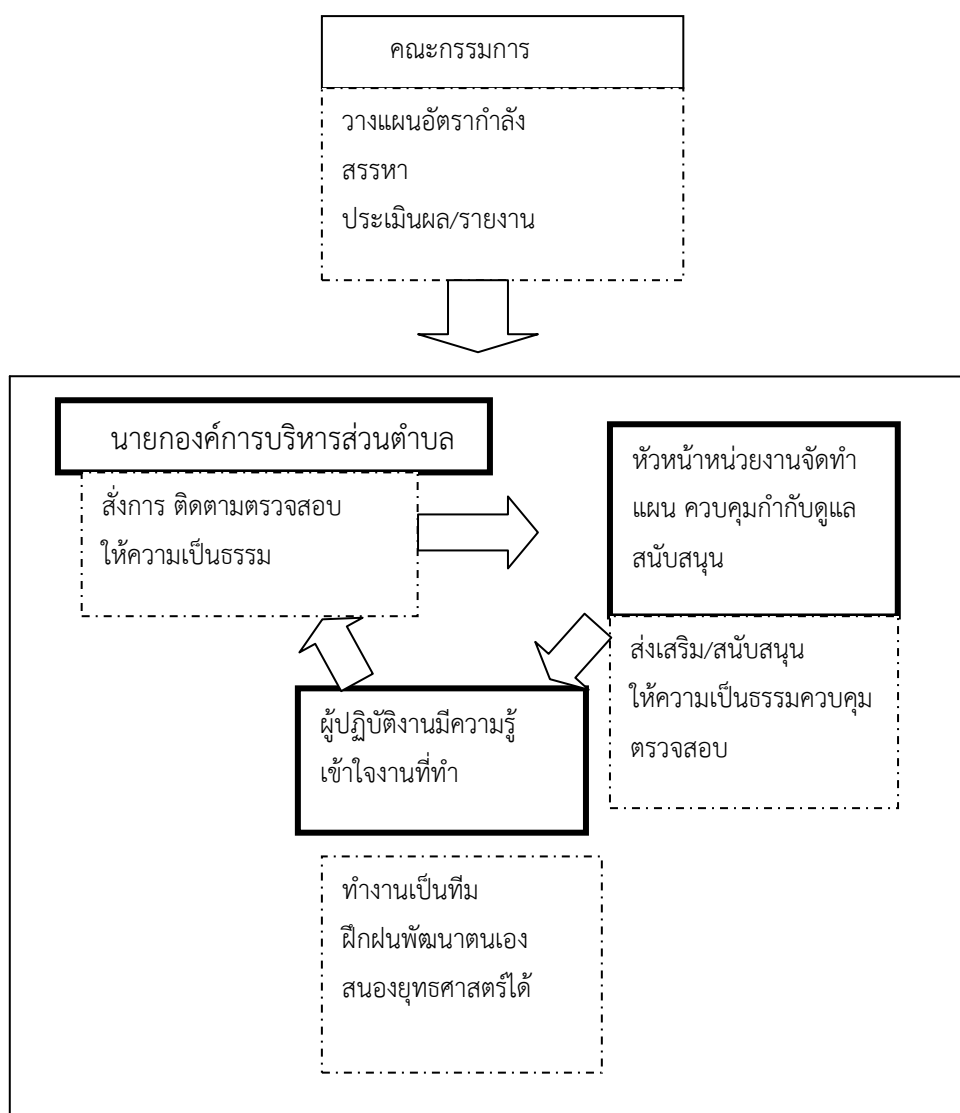 คณะกรรมการ
วางแผนอัตรากำลัง
สรรหา
ประเมินผล/รายงาน
นายกองค์การบริหารส่วนตำบล
สั่งการ ติดตามตรวจสอบ
ให้ความเป็นธรรม
หัวหน้าหน่วยงานจัดทำ
แผน ควบคุมกำกับดูแล
สนับสนุน
ส่งเสริม/สนับสนุน
ให้ความเป็นธรรมควบคุม
ตรวจสอบ
ผู้ปฏิบัติงานมีความรู้
เข้าใจงานที่ทำ
ทำงานเป็นทีม
ฝึกฝนพัฒนาตนเอง
สนองยุทธศาสตร์ได้